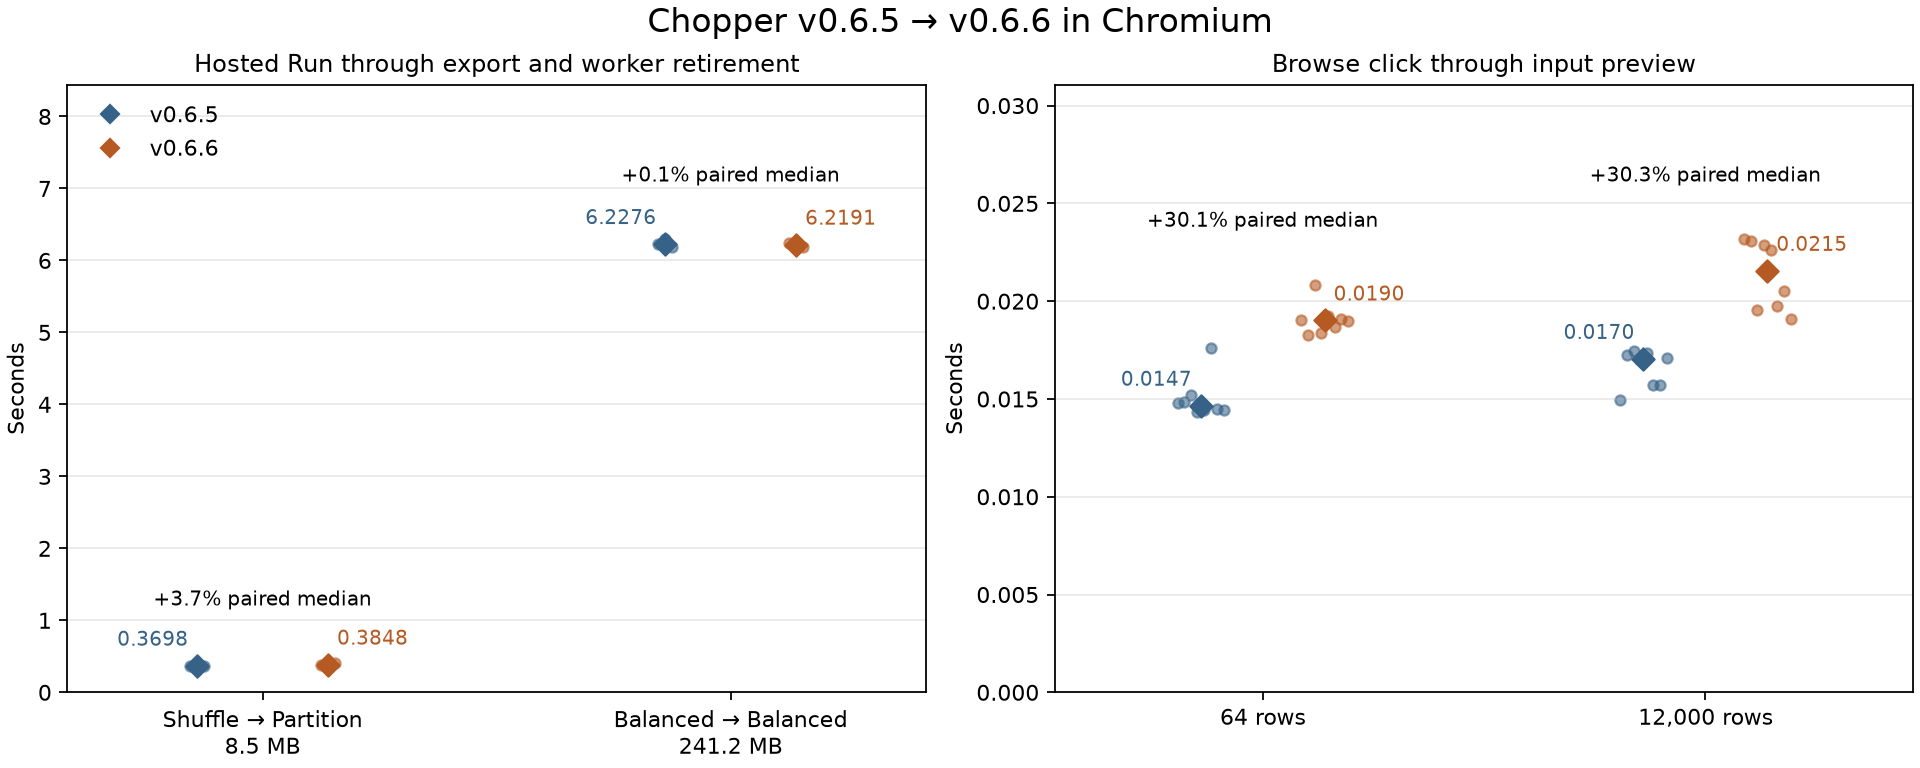 Chopper v0.6.5 → v0.6.6 in Chromium
Hosted Run through export and worker retirement
v0.6.5
v0.6.6
8
7
6
5
4
3
2
1
0
Seconds
+0.1% paired median
6.2276
6.2191
+3.7% paired median
0.3698
0.3848
Shuffle → Partition
8.5 MB
Balanced → Balanced
241.2 MB
Browse click through input preview
0.030
0.025
0.020
0.015
0.010
0.005
0.000
Seconds
+30.3% paired median
+30.1% paired median
0.0215
0.0190
0.0170
0.0147
64 rows
12,000 rows